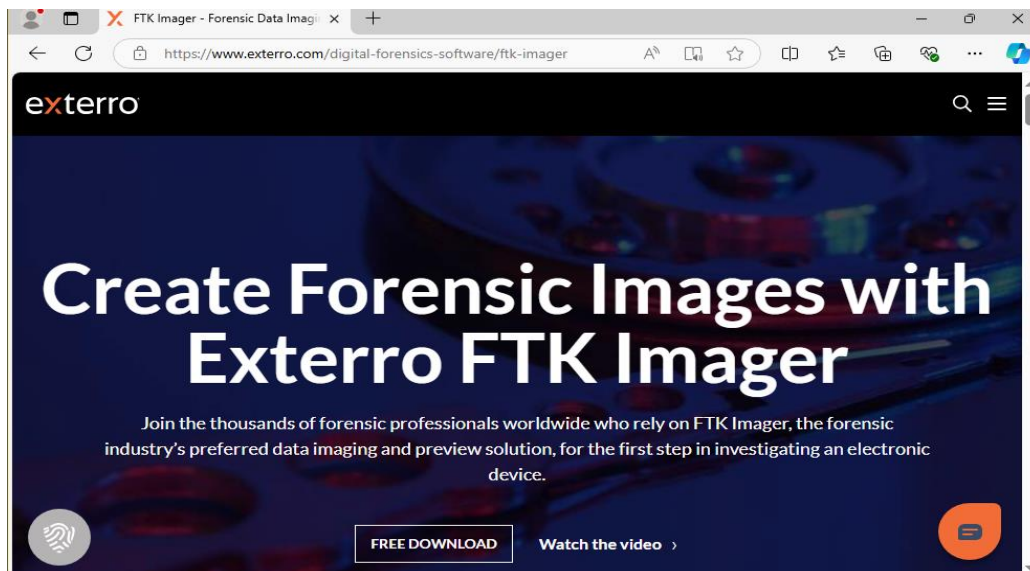 FTK Imager - Forensic Data Imagi
https://www.exterro.com/digital-forensics-software/ftk-imager
exterro
Create Forensic Images with
Exterro FTK Imager
Join the thousands of forensic professionals worldwide who rely on FTK Imager, the forensic
industry's preferred data imaging and preview solution, for the first step in investigating an electronic
device.
FREE DOWNLOAD Watch the video